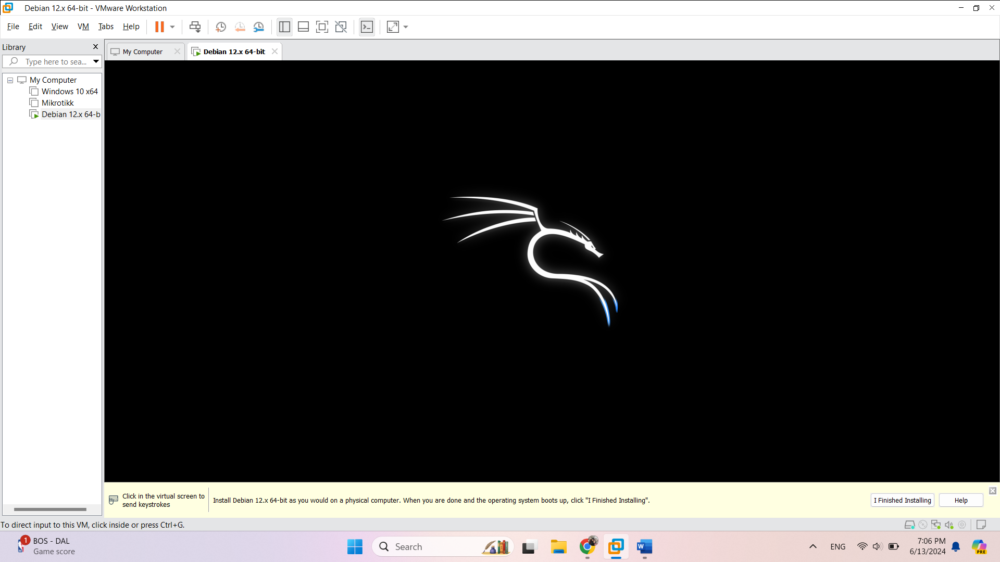 Debian 12.x 64-bit - VMware Workstation
File Edit View VM Tabs Help
Library
Type here to sea...
My Computer
Windows 10 x64
Mikrotikk
Debian 12.x 64-b
My Computer
Debian 12.x 64-bit
Click in the virtual screen to
send keystrokes
Install Debian 12.x 64-bit as you would on a physical computer. When you are done and the operating system boots up, click "I Finished Installing".
I Finished Installing
Help
To direct input to this VM, click inside or press Ctrl+G.
1
BOS - DAL
Game score
Search
W
ENG
7:06 PM
6/13/2024
PRE